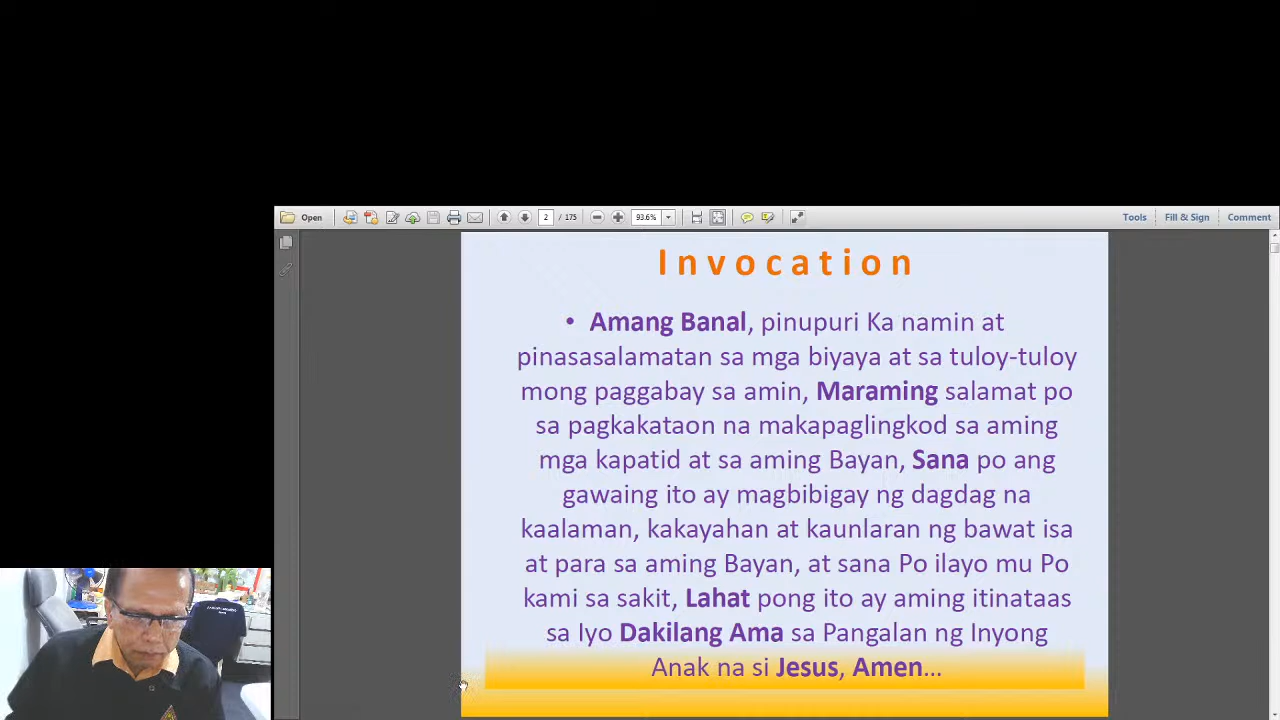 Open
2 / 175
93.6%
Tools
Fill & Sign
Comment
Invocation
• Amang Banal, pinupuri Ka namin at
pinasasalamatan sa mga biyaya at sa tuloy-tuloy
mong paggabay sa amin, Maraming salamat po
sa pagkakataon na makapaglingkod sa aming
mga kapatid at sa aming Bayan, Sana po ang
gawaing ito ay magbibigay ng dagdag na
kaalaman, kakayahan at kaunlaran ng bawat isa
at para sa aming Bayan, at sana Po ilayo mu Po
kami sa sakit, Lahat pong ito ay aming itinataas
sa Iyo Dakilang Ama sa Pangalan ng Inyong
Anak na si Jesus, Amen...